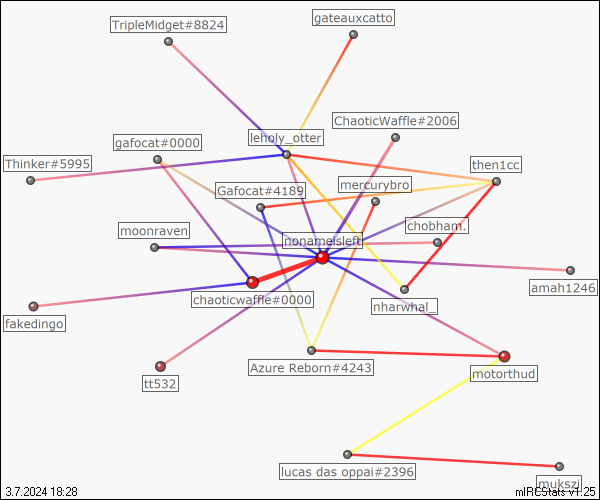 gateauxcatto
TripleMidget#8824
ChaoticWaffle#2006
leholy_otter
gafocat#0000
Thinker#5995
then1cc
mercurybro
Gafocat#4189
chobham.
moonraven
nonameisleft
amah1246
chaoticwaffle#0000
nharwhal_
fakedingo
Azure Reborn#4243
motorthud
tt532
lucas das oppai#2396
mukszi
3.7.2024 18:28
mIRCStats v1.25